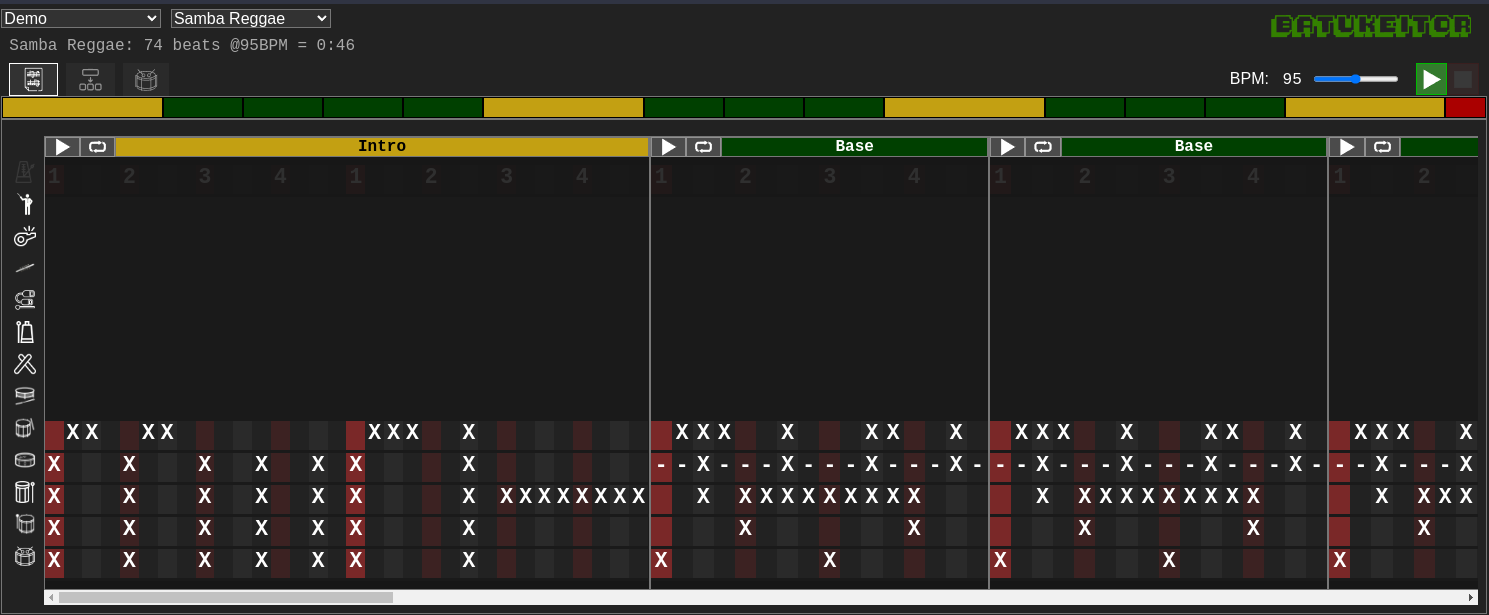 Demo Samba Reggae BATUKEITOR
Samba Reggae: 74 beats @95BPM = 0:46
BPM: 95
Intro Base Base
1 2 3 4 1 2 3 4 1 2 3 4 1 2 3 4 1 2
X X X X X X X X X X X X X X X X X X X X X X X X X X
X X X X X X X - - X - - - X - - - X - - - X - - - X - - - X - - - X - - - X - - - X - - - X
X X X X X X X X X X X X X X X X X X X X X X X X X X X X X X X X X X X X X X X
X X X X X X X X X X X X
X X X X X X X X X X X X